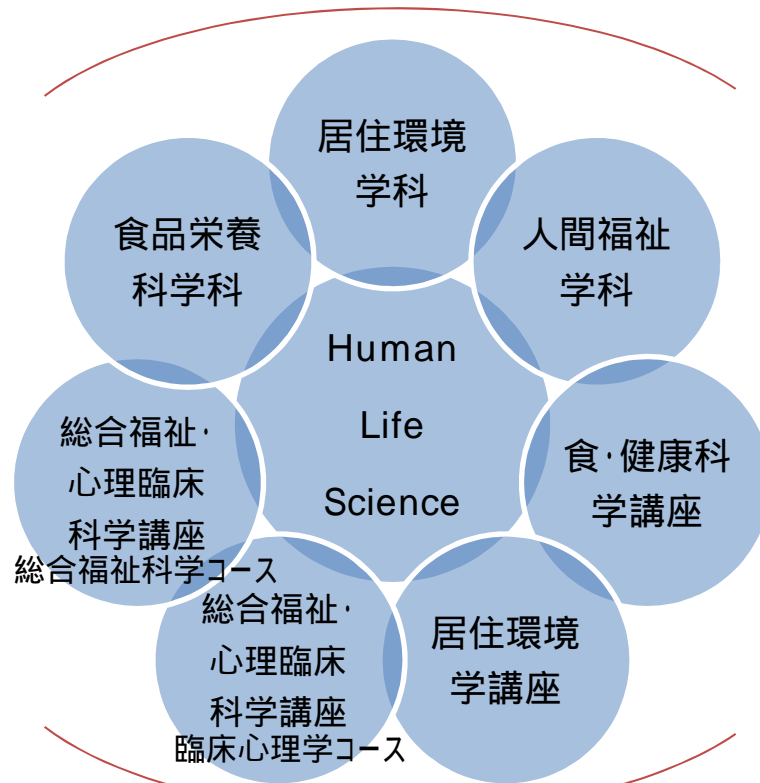 居住環境
学科
食品栄養
科学科
人間福祉
学科
Human
Life
Science
総合福祉・
心理臨床
科学講座
総合福祉科学コース
食・健康科
学講座
総合福祉・
心理臨床
科学講座
臨床心理学コース
居住環境
学講座